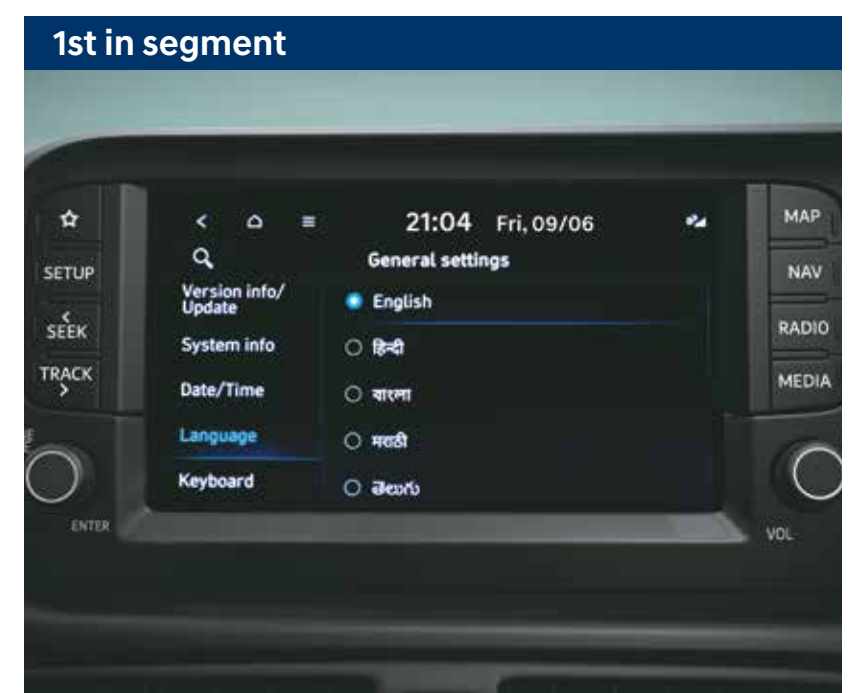 1st in segment
☆
SETUP
<
SEEK
TRACK
>
ENTER
< 21:04 Fri, 09/06
General settings
Version info/
Update
System info
Date/Time
Language
Keyboard
English
हिन्दी
বাংলা
मराठी
తెలుగు
MAP
NAV
RADIO
MEDIA
VOL